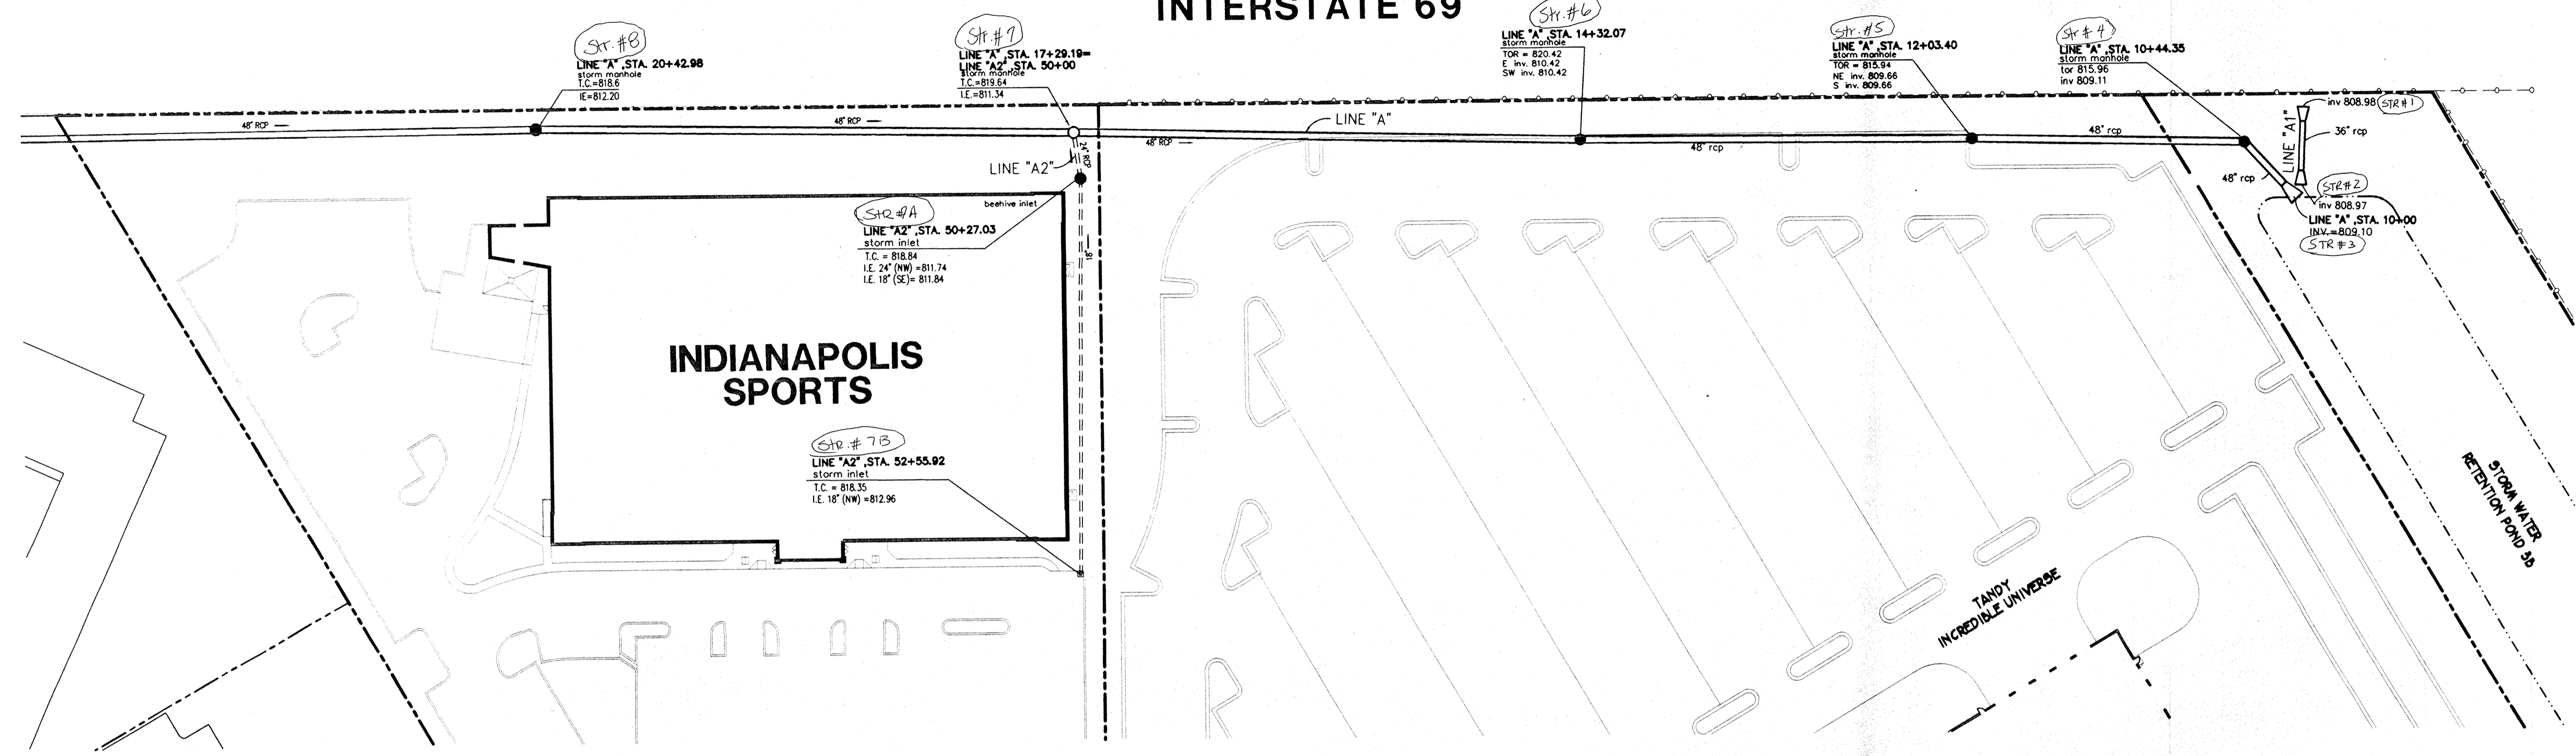 INTERSTATE 69
Str. #8
LINE "A" ,STA. 20+42.98
storm manhole
T.C.=818.6
IE=812.20
Str. #7
LINE "A" ,STA. 17+29.19=
LINE "A2" ,STA. 50+00
storm manhole
T.C.=819.64
I.E.=811.34
Str. #6
LINE "A" ,STA. 14+32.07
storm manhole
TOR = 820.42
E inv. 810.42
SW inv. 810.42
Str. #5
LINE "A" ,STA. 12+03.40
storm manhole
TOR = 815.94
NE inv. 809.66
S inv. 809.66
Str # 4
LINE "A" ,STA. 10+44.35
storm manhole
tor 815.96
inv 809.11
inv 808.98 STR #1
48" RCP
48" RCP
LINE "A"
48" RCP
48" rcp
48" rcp
LINE "A1"
36" rcp
48" rcp
STR # 2
inv 808.97
LINE "A" ,STA. 10+00
INV.=809.10
STR # 3
24" RCP
LINE "A2"
beehive inlet
18"
LINE "A2" ,STA. 50+27.03
storm inlet
T.C. = 818.84
I.E. 24" (NW) =811.74
I.E. 18" (SE)= 811.84
INDIANAPOLIS
SPORTS
Str. # 7B
LINE "A2" ,STA. 52+55.92
storm inlet
T.C. = 818.35
I.E. 18" (NW) =812.96
TANDY
INCREDIBLE UNIVERSE
STORM WATER
RETENTION POND